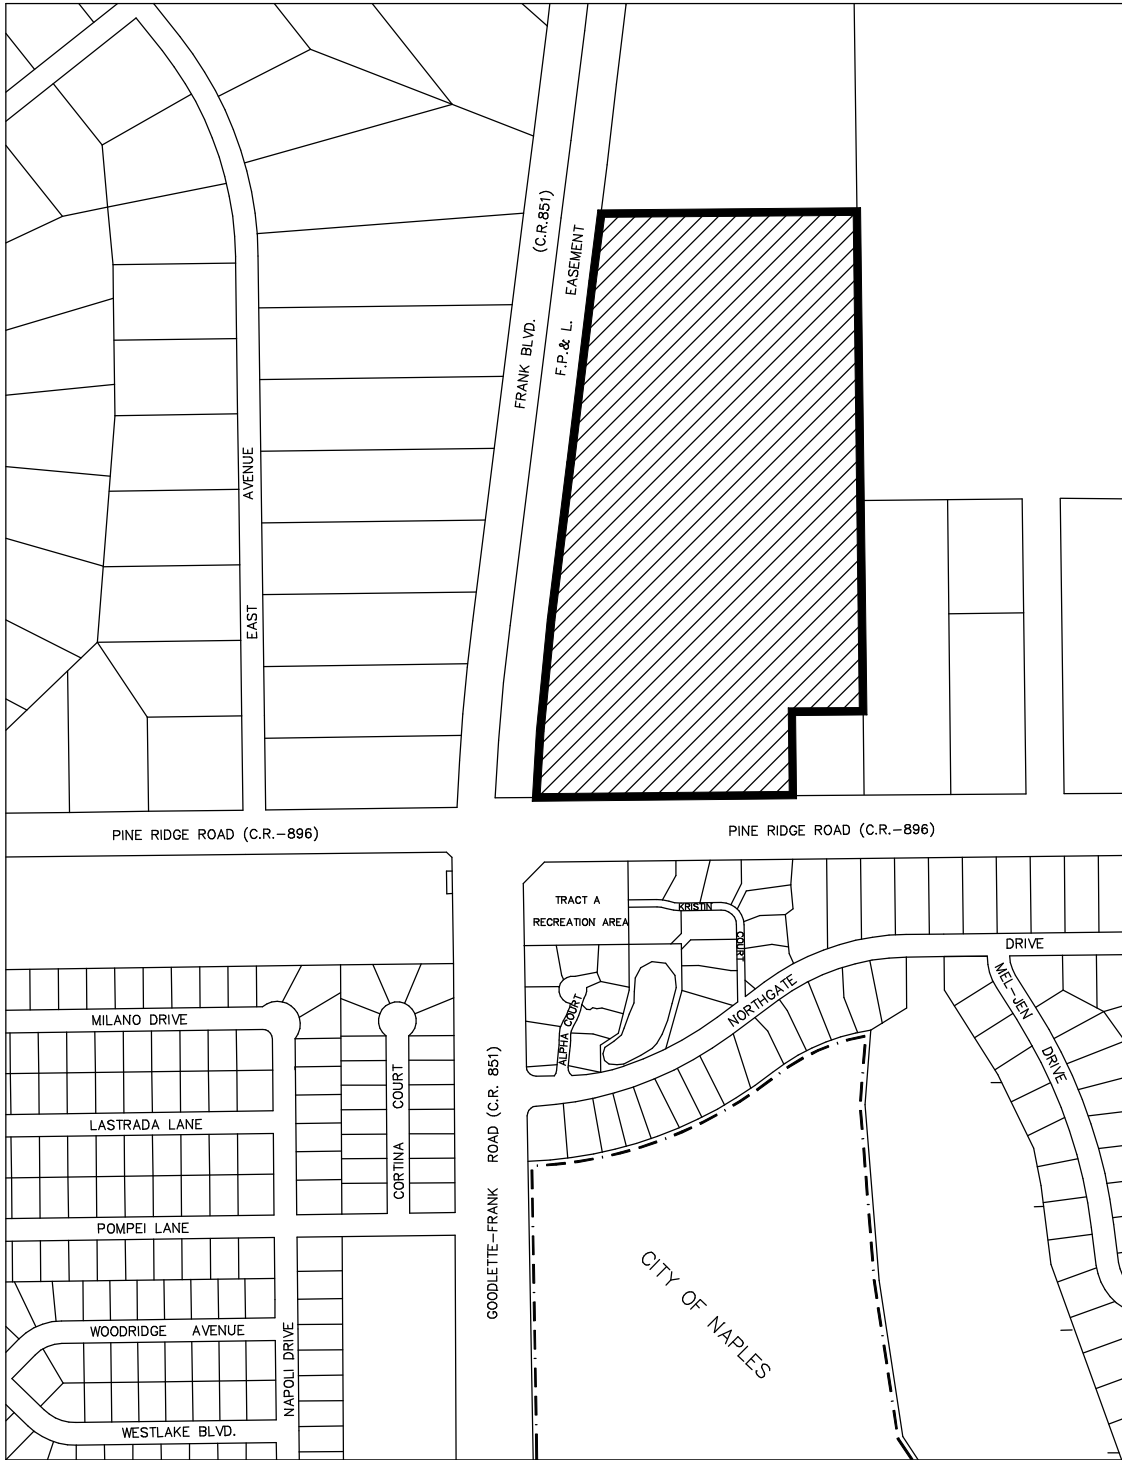 FRANK BLVD. (C.R.851)
F.P.& L. EASEMENT
EAST AVENUE
PINE RIDGE ROAD (C.R.-896)
PINE RIDGE ROAD (C.R.-896)
TRACT A
RECREATION AREA
KRISTIN
COURT
DRIVE
NORTHGATE
MEL-JEN
DRIVE
ALPHA COURT
MILANO DRIVE
CORTINA COURT
GOODLETTE-FRANK ROAD (C.R. 851)
LASTRADA LANE
POMPEI LANE
CITY OF NAPLES
WOODRIDGE AVENUE
NAPOLI DRIVE
WESTLAKE BLVD.